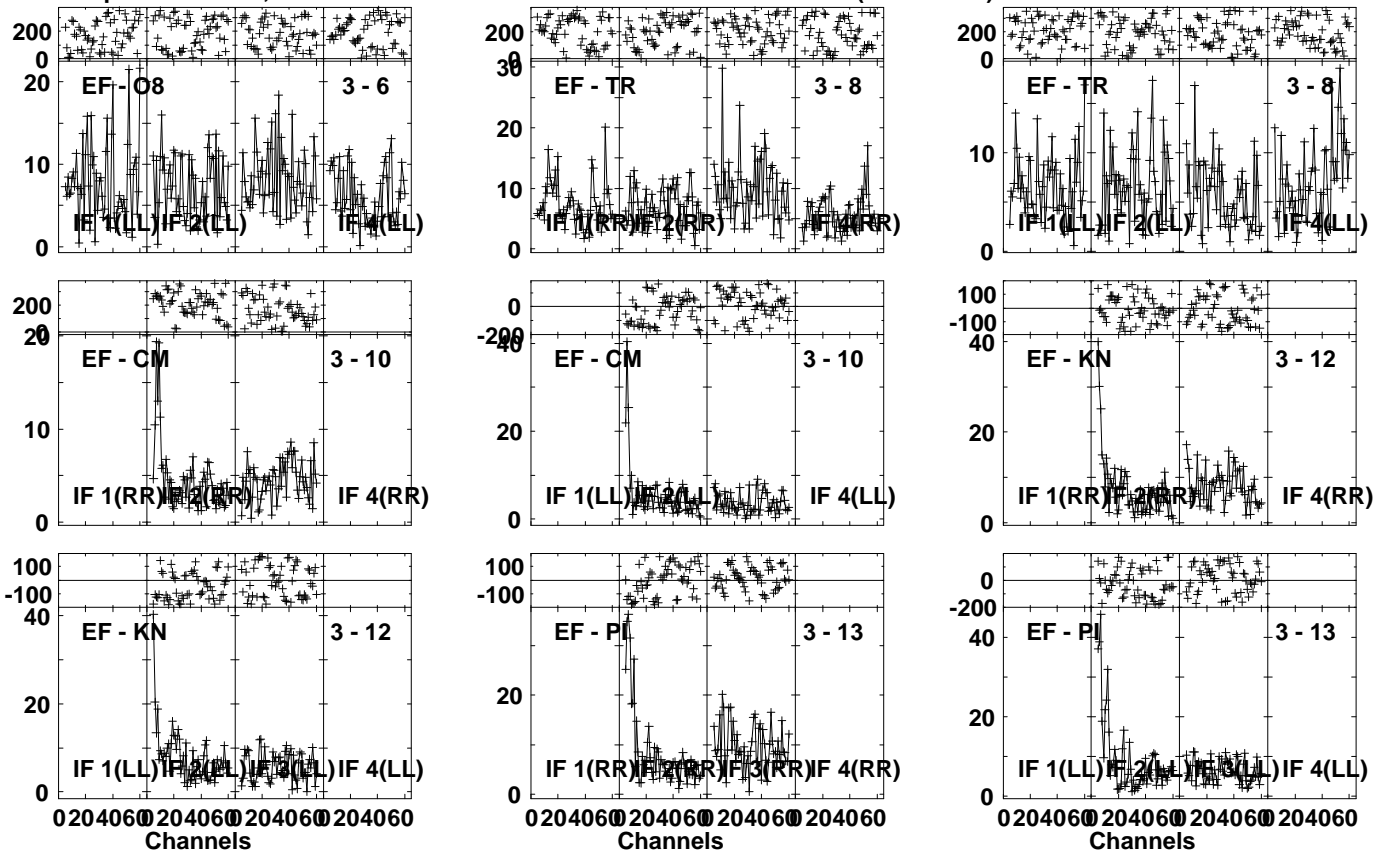 200 200 200
0 0 0
20 30
EF - O8 3 - 6 EF - TR 3 - 8 EF - TR 3 - 8
20
10 10 10
IF 1(LL) IF 2(LL) IF 4(LL) IF 1(RR) IF 2(RR) IF 4(RR) IF 1(LL) IF 2(LL) IF 4(LL)
0 0 0
200 0 100
0 -200 -100
20 40 40
EF - CM 3 - 10 EF - CM 3 - 10 EF - KN 3 - 12
10 20 20
IF 1(RR) IF 2(RR) IF 4(RR) IF 1(LL) IF 2(LL) IF 4(LL) IF 1(RR) IF 2(RR) IF 4(RR)
0 0 0
100 100 0
-100 -100 -200
40
EF - KN 3 - 12 EF - PI 3 - 13 EF - PI 3 - 13
40
20 20 20
IF 1(LL) IF 2(LL) IF 3(LL) IF 4(LL) IF 1(RR) IF 2(RR) IF 3(RR) IF 4(RR) IF 1(LL) IF 2(LL) IF 3(LL) IF 4(LL)
0 0 0
0 20 40 60 0 20 40 60 0 20 40 60 0 20 40 60 0 20 40 60 0 20 40 60 0 20 40 60 0 20 40 60 0 20 40 60 0 20 40 60 0 20 40 60 0 20 40 60
Channels Channels Channels